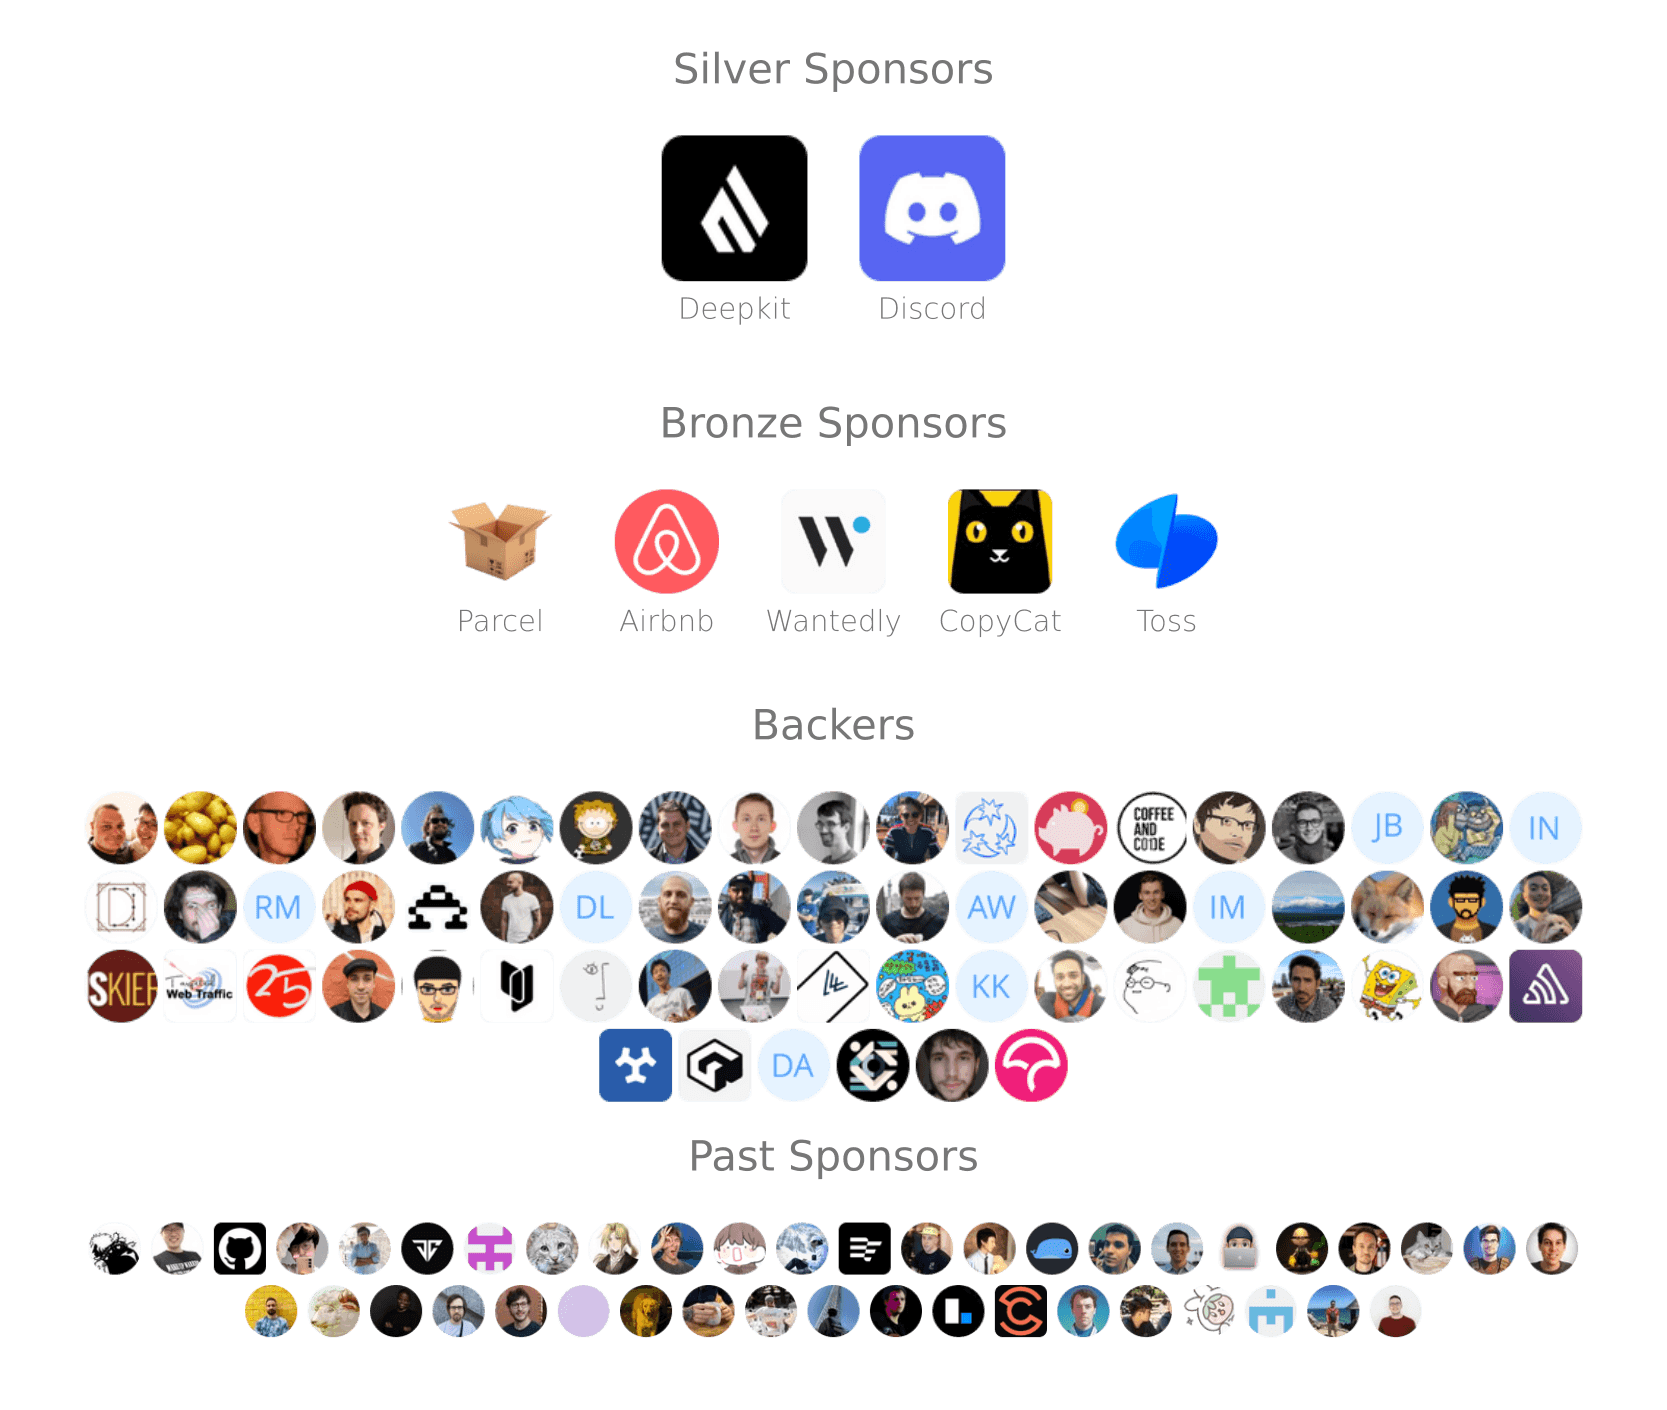 Silver Sponsors
Deepkit
Discord
Bronze Sponsors
Parcel
Airbnb
Wantedly
CopyCat
Toss
Backers
COFFEE
AND
CODE
JB
IN
RM
DL
AW
IM
SKIEF
Web Traffic
25
KK
DA
Past Sponsors